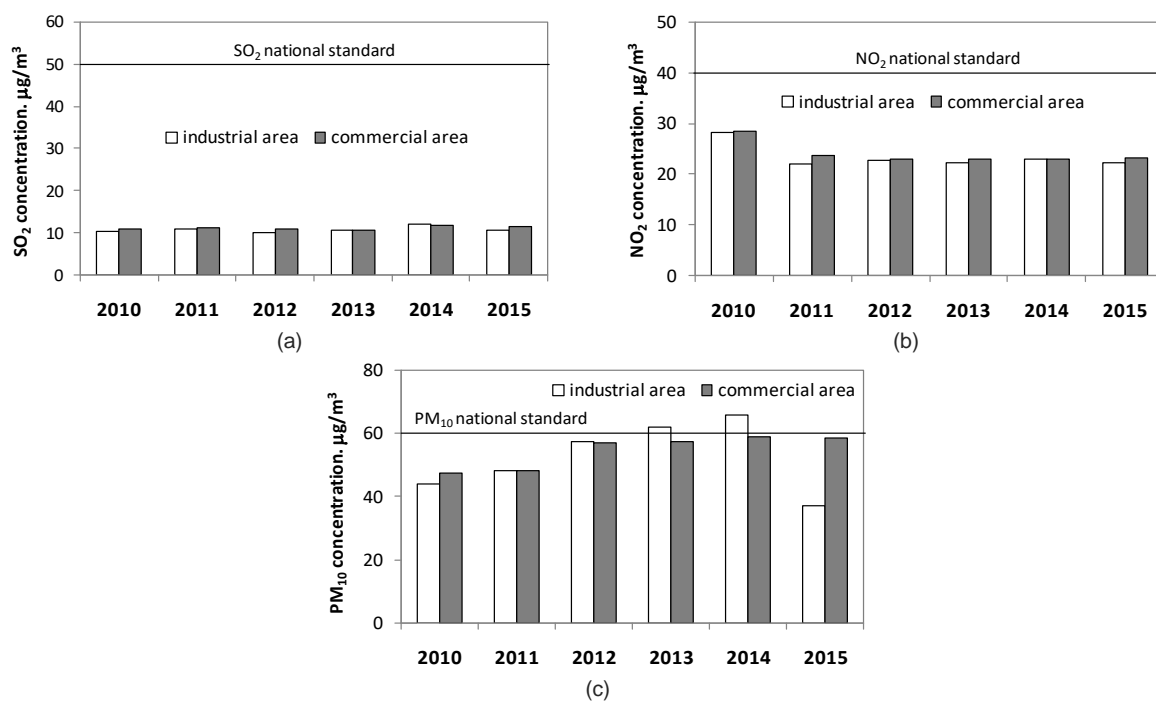 SO₂ concentration. µg/m³
60
50
40
30
20
10
0
SO₂ national standard
industrial area commercial area
2010 2011 2012 2013 2014 2015
(a)
NO₂ concentration. µg/m³
50
40
30
20
10
0
NO₂ national standard
industrial area commercial area
2010 2011 2012 2013 2014 2015
(b)
PM₁₀ concentration. µg/m³
80
60
40
20
0
industrial area commercial area
PM₁₀ national standard
2010 2011 2012 2013 2014 2015
(c)